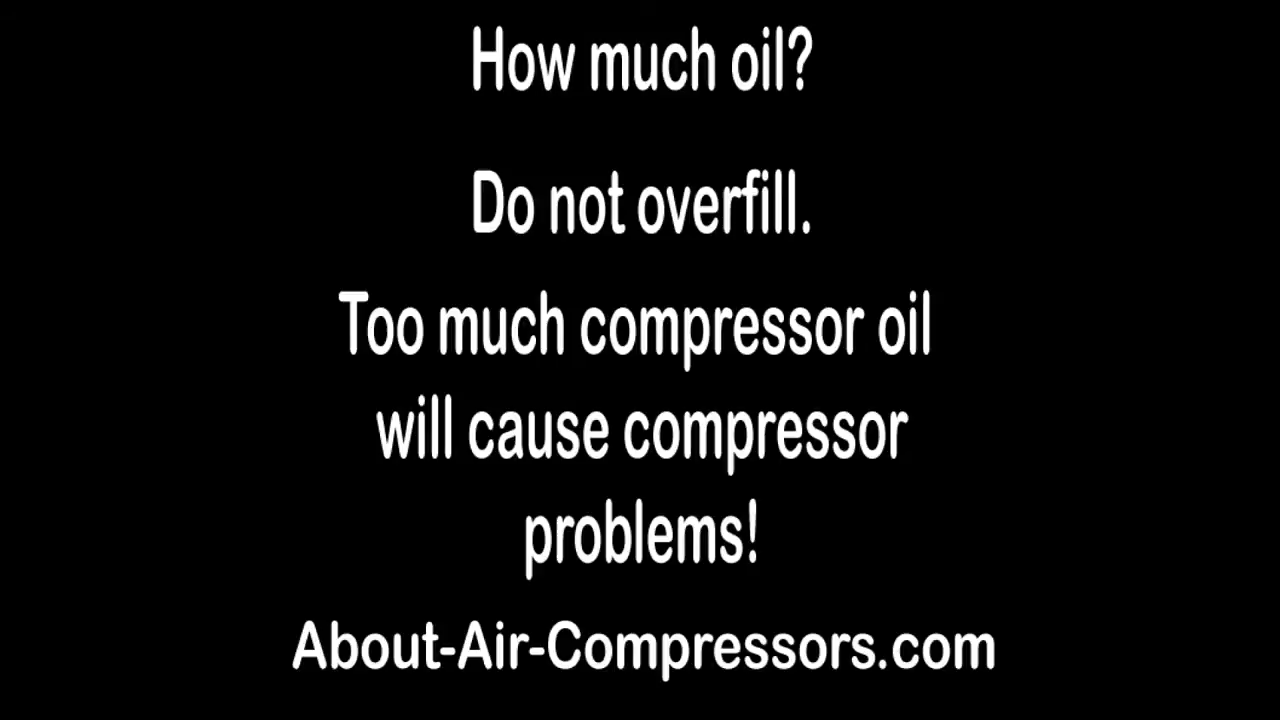 How much oil?
Do not overfill.
Too much compressor oil
will cause compressor
problems!
About-Air-Compressors.com